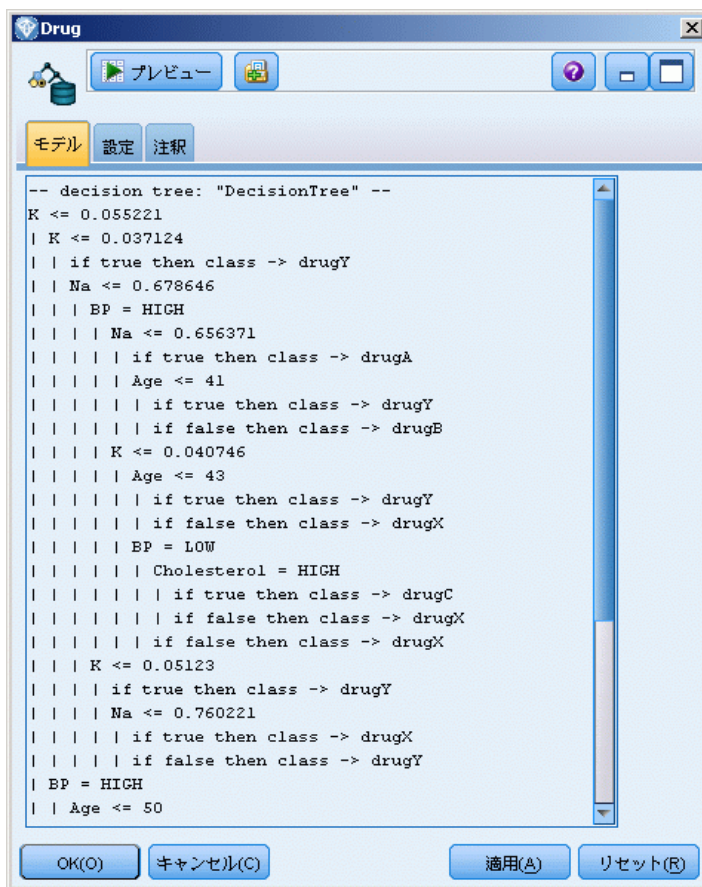 Drug
プレビュー
モデル 設定 注釈
-- decision tree: "DecisionTree" --
K <= 0.055221
| K <= 0.037124
| | if true then class -> drugY
| | Na <= 0.678646
| | | BP = HIGH
| | | | Na <= 0.656371
| | | | | if true then class -> drugA
| | | | | Age <= 41
| | | | | | if true then class -> drugY
| | | | | | if false then class -> drugB
| | | | K <= 0.040746
| | | | | Age <= 43
| | | | | | if true then class -> drugY
| | | | | | if false then class -> drugX
| | | | | BP = LOW
| | | | | | Cholesterol = HIGH
| | | | | | | if true then class -> drugC
| | | | | | | if false then class -> drugX
| | | | | | if false then class -> drugX
| | | K <= 0.05123
| | | | if true then class -> drugY
| | | | Na <= 0.760221
| | | | | if true then class -> drugX
| | | | | if false then class -> drugY
| BP = HIGH
| | Age <= 50
OK(O) キャンセル(C) 適用(A) リセット(R)